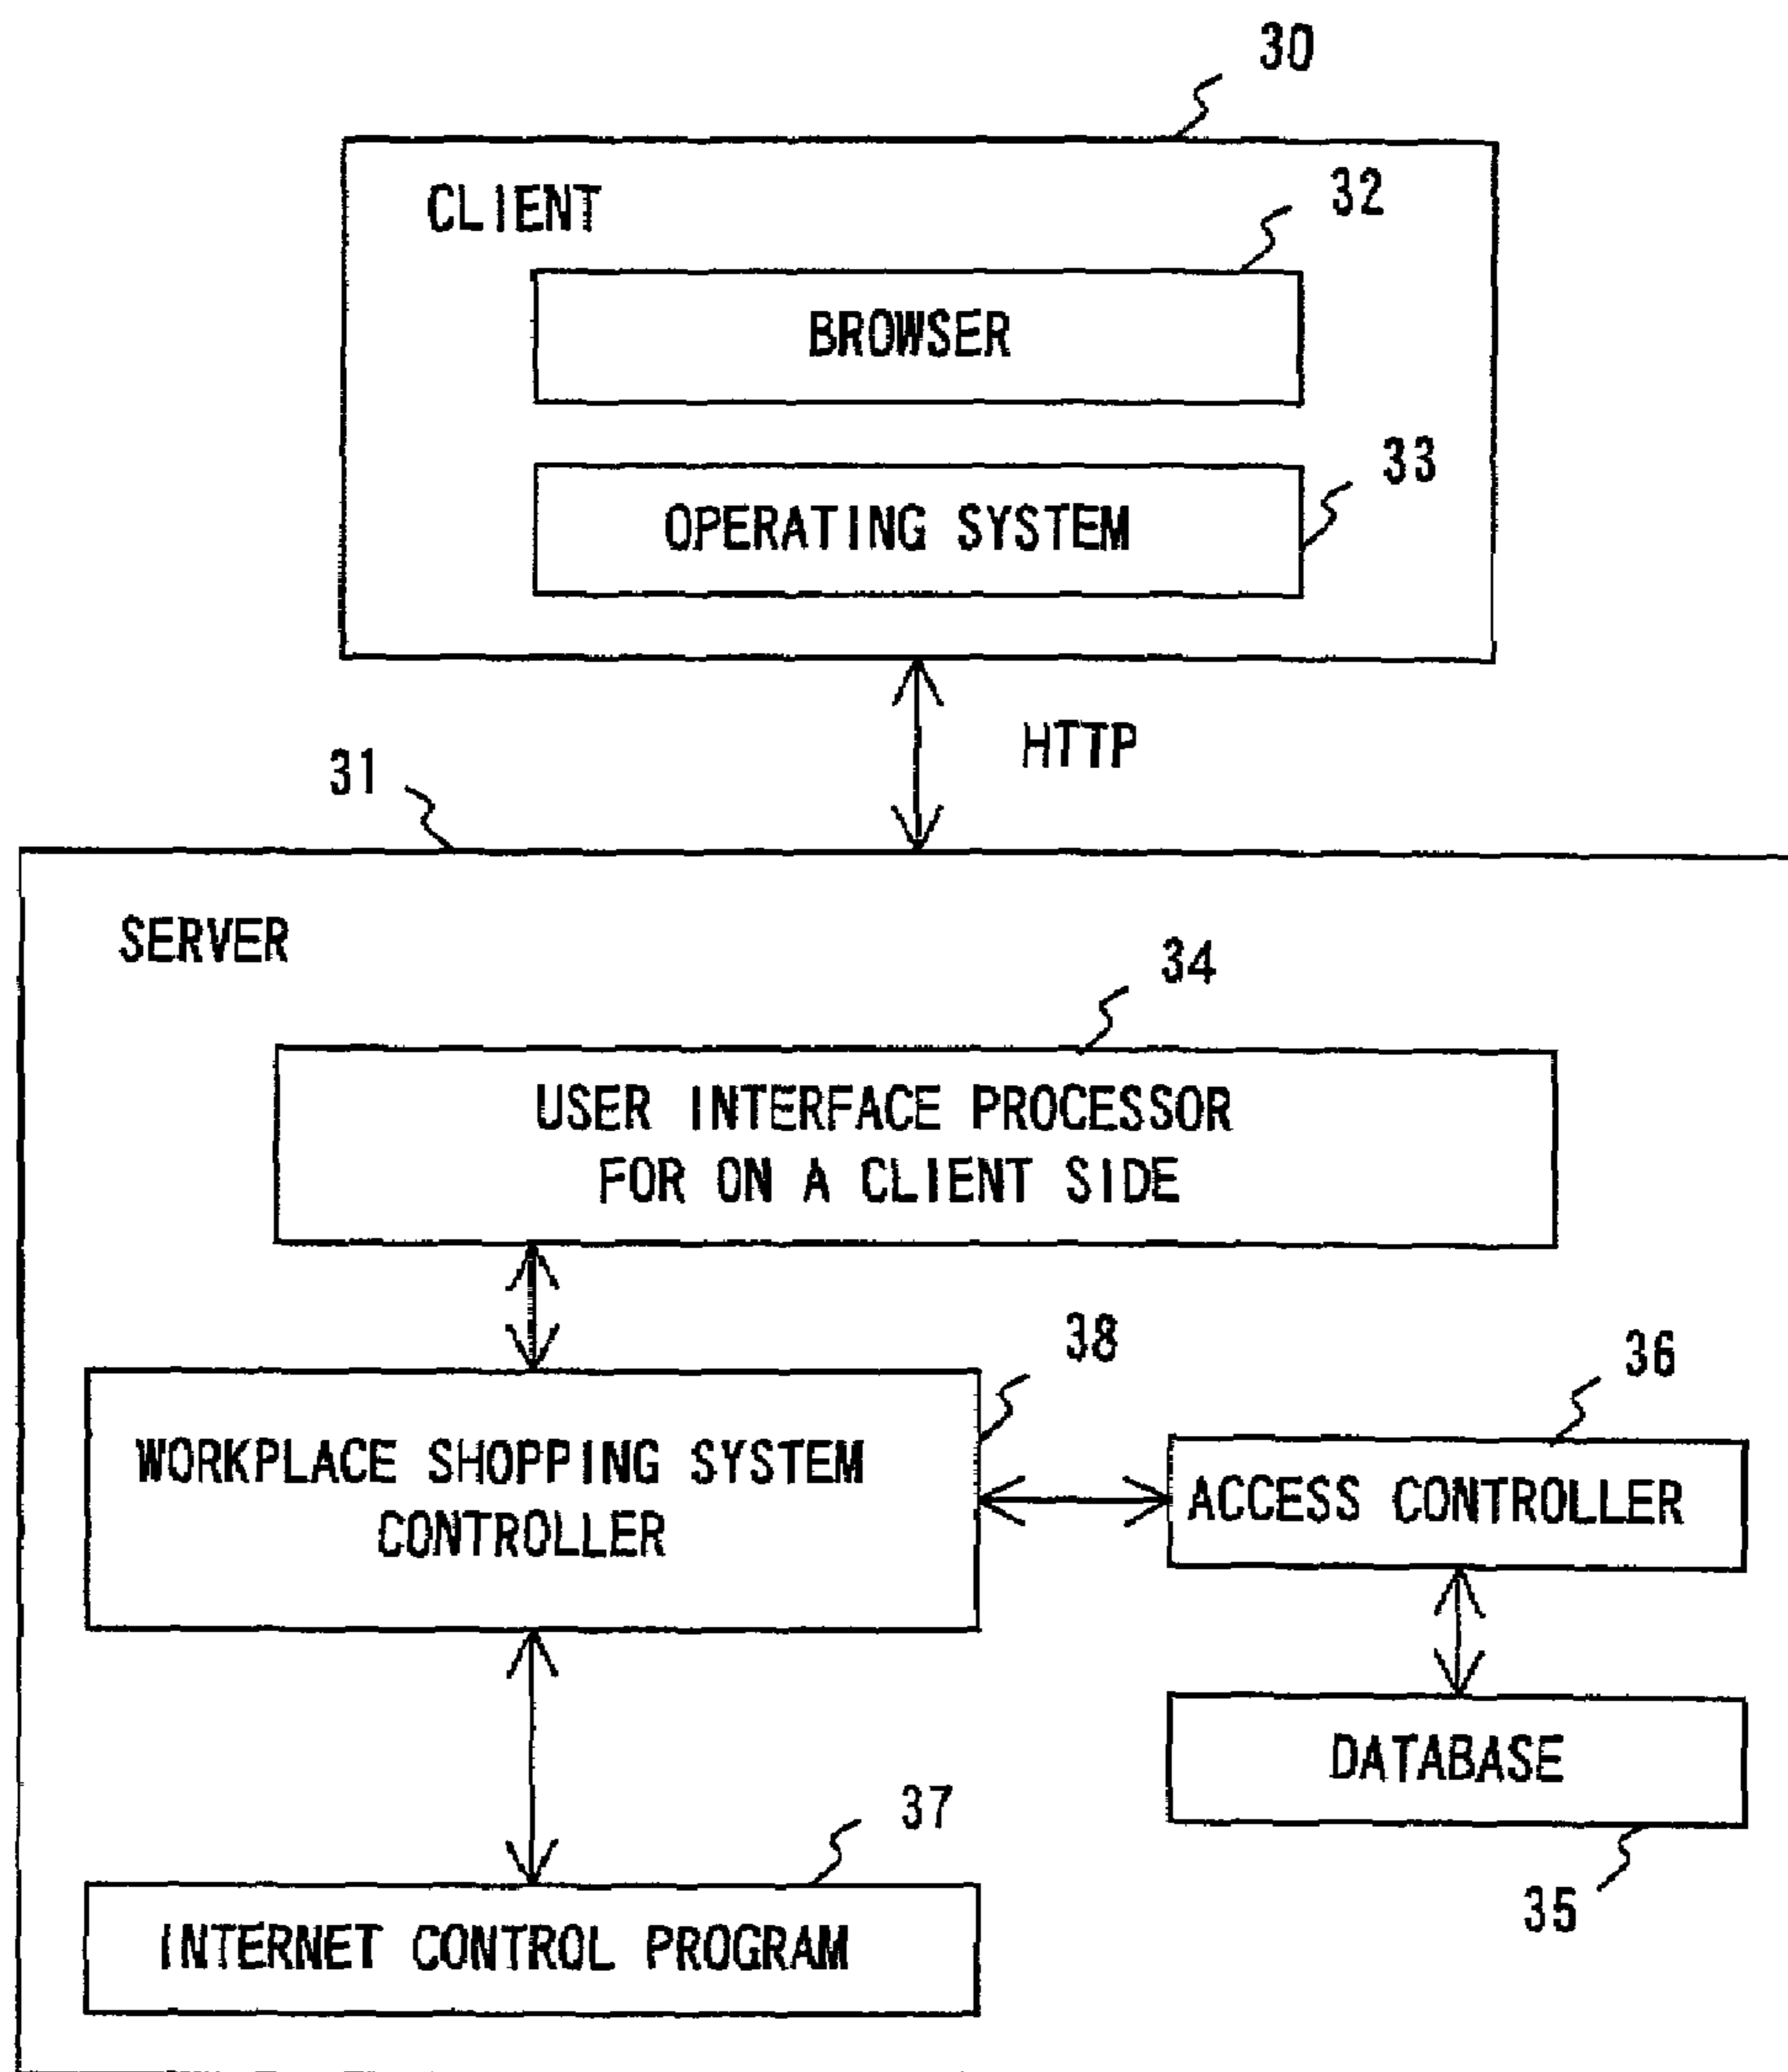 30
CLIENT
32
BROWSER
33
OPERATING SYSTEM
HTTP
31
SERVER
34
USER INTERFACE PROCESSOR
FOR ON A CLIENT SIDE
38
WORKPLACE SHOPPING SYSTEM
CONTROLLER
36
ACCESS CONTROLLER
DATABASE
35
37
INTERNET CONTROL PROGRAM